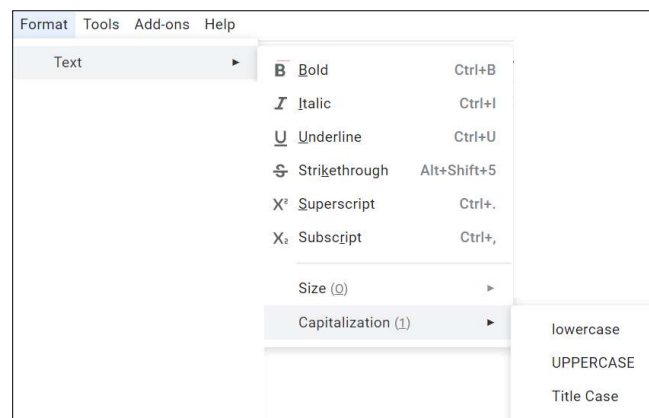 Format Tools Add-ons Help
Text
B Bold Ctrl+B
I Italic Ctrl+I
U Underline Ctrl+U
S Strikethrough Alt+Shift+5
X² Superscript Ctrl+.
X₂ Subscript Ctrl+,
Size (0)
Capitalization (1)
lowercase
UPPERCASE
Title Case